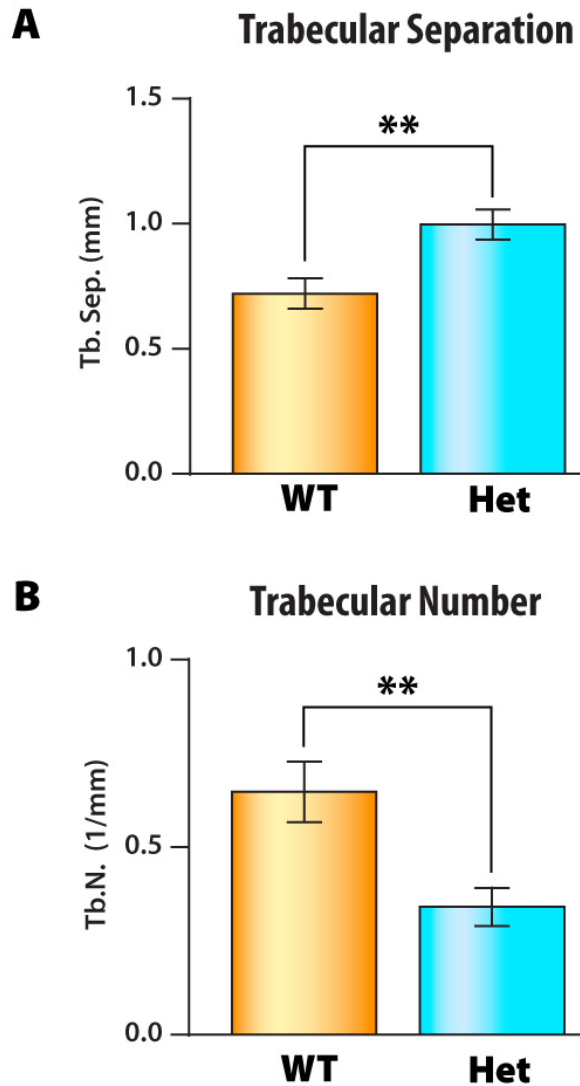 A
Trabecular Separation
1.5
**
1.0
Tb. Sep. (mm)
0.5
0.0
WT
Het
B
Trabecular Number
1.0
**
Tb.N. (1/mm)
0.5
0.0
WT
Het